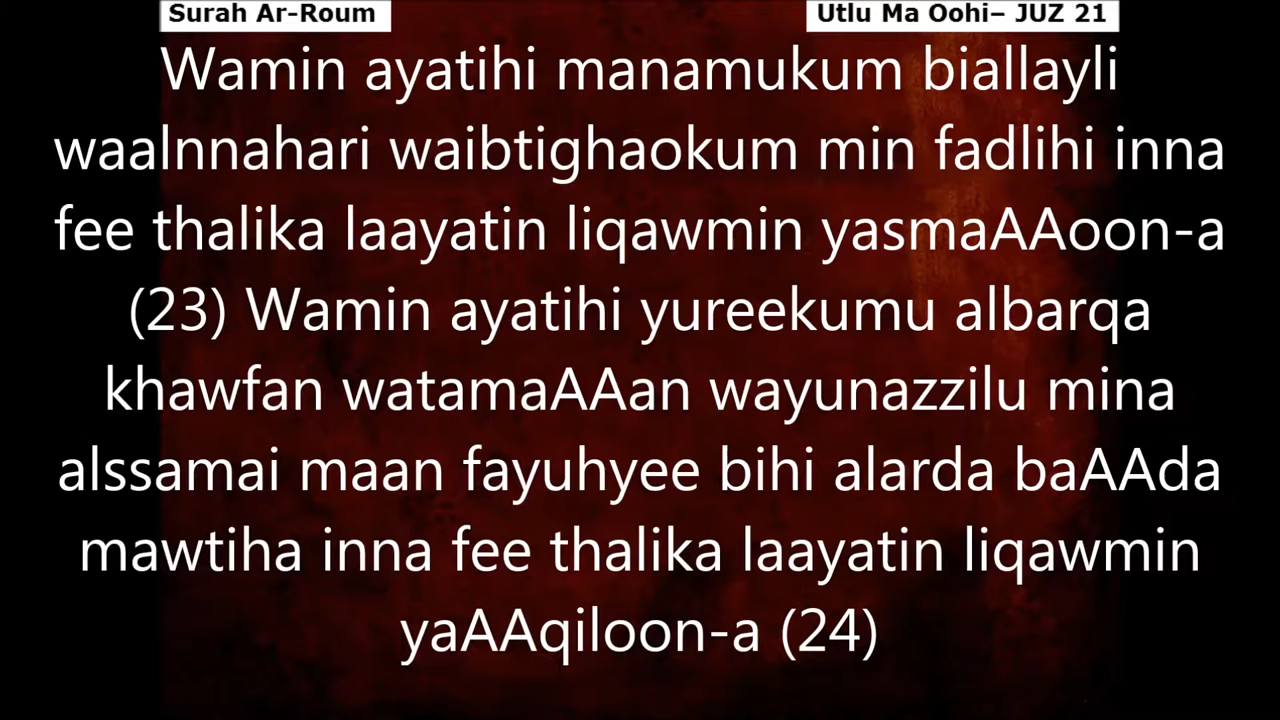 Surah Ar-Roum
Utlu Ma Oohi– JUZ 21
Wamin ayatihi manamukum biallayli
waalnnahari waibtighaokum min fadlihi inna
fee thalika laayatin liqawmin yasmaAAoon-a
(23) Wamin ayatihi yureekumu albarqa
khawfan watamaAAan wayunazzilu mina
alssamai maan fayuhyee bihi alarda baAAda
mawtiha inna fee thalika laayatin liqawmin
yaAAqiloon-a (24)